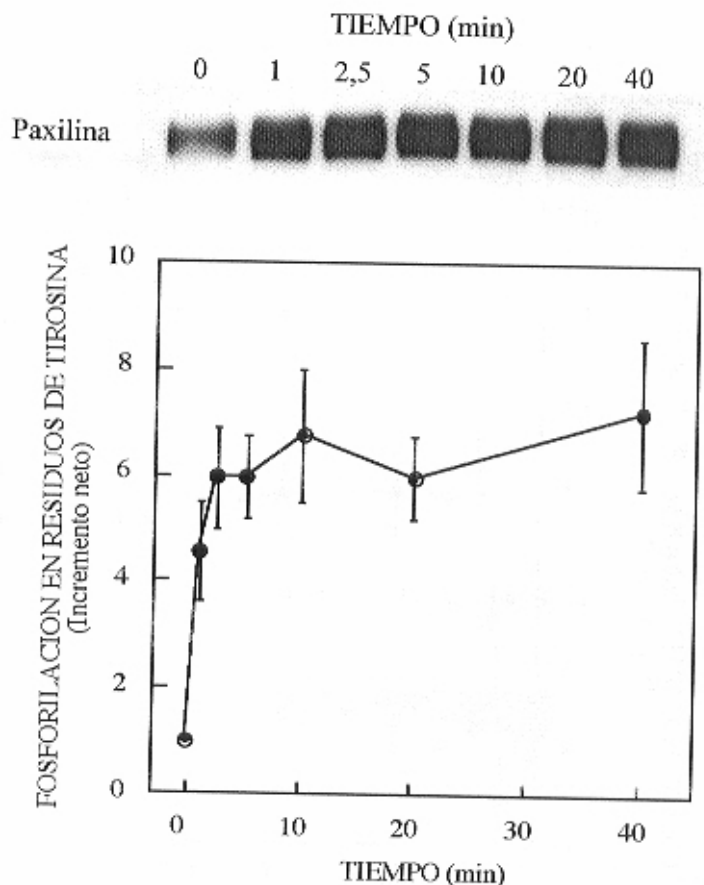 TIEMPO (min)
0 1 2,5 5 10 20 40
Paxilina
FOSFORILACION EN RESIDUOS DE TIROSINA
(Incremento neto)
10
8
6
4
2
0
0 10 20 30 40
TIEMPO (min)